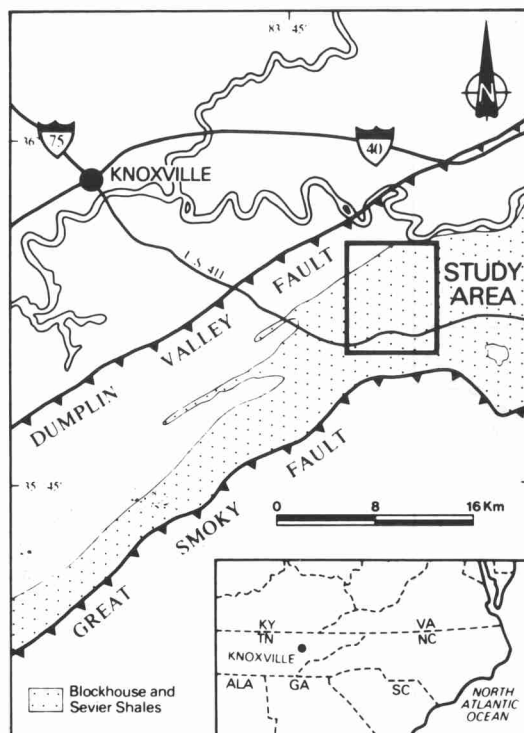 83 45'
N
36
75
40
KNOXVILLE
U.S. 411
STUDY
AREA
DUMPLIN VALLEY FAULT
35 45'
GREAT SMOKY FAULT
0 8 16 Km
KY
VA
TN
NC
KNOXVILLE
ALA
GA
SC
NORTH
ATLANTIC
OCEAN
Blockhouse and
Sevier Shales